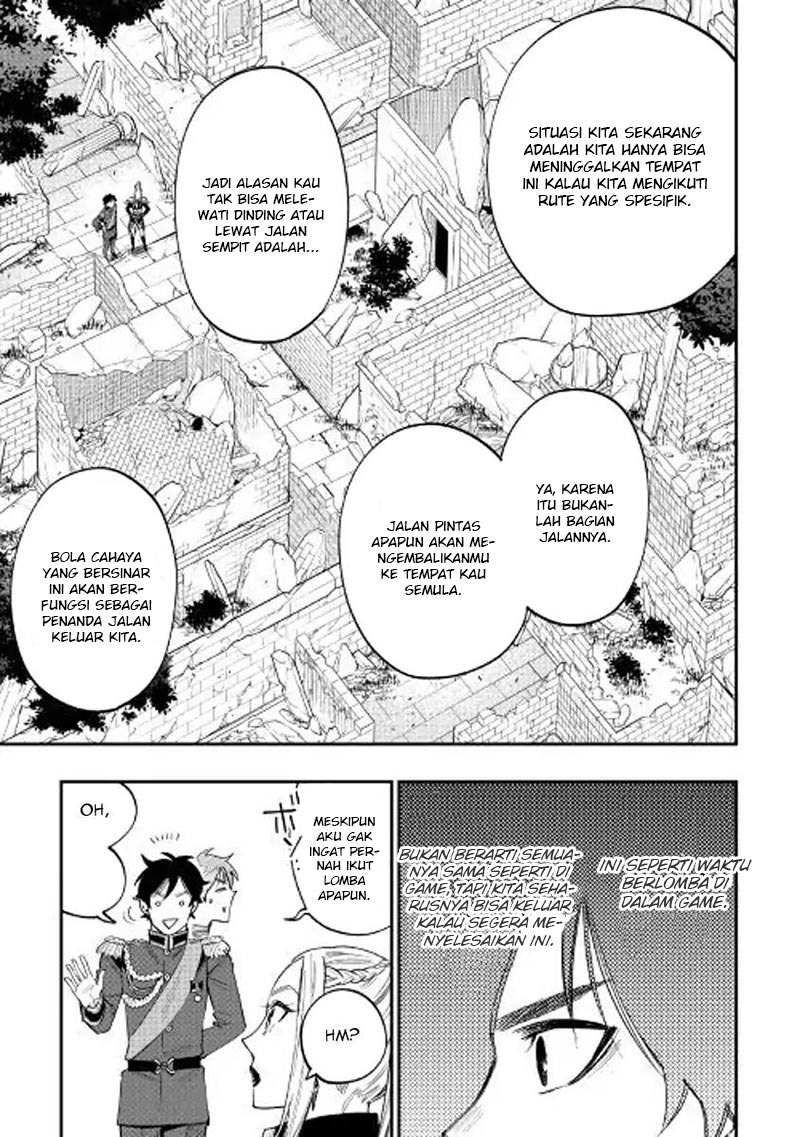 SITUASI KITA SEKARANG
ADALAH KITA HANYA BISA
MENINGGALKAN TEMPAT
INI KALAU KITA MENGIKUTI
RUTE YANG SPESIFIK.
JADI ALASAN KAU
TAK BISA MELE-
WATI DINDING ATAU
LEWAT JALAN
SEMPIT ADALAH...
YA, KARENA
ITU BUKAN-
LAH BAGIAN
JALANNYA.
JALAN PINTAS
APAPUN AKAN ME-
NGEMBALIKANMU
KE TEMPAT KAU
SEMULA.
BOLA CAHAYA
YANG BERSINAR
INI AKAN BER-
FUNGSI SEBAGAI
PENANDA JALAN
KELUAR KITA.
INI SEPERTI WAKTU
BERLOMBA DI
DALAM GAME.
BUKAN BERARTI SEMUA-
NYA SAMA SEPERTI DI
GAME, TAPI KITA SEHA-
RUSNYA BISA KELUAR
KALAU SEGERA ME-
NYELESAIKAN INI.
MESKIPUN
AKU GAK
INGAT PER-
NAH IKUT
LOMBA
APAPUN.
HM?
OH,